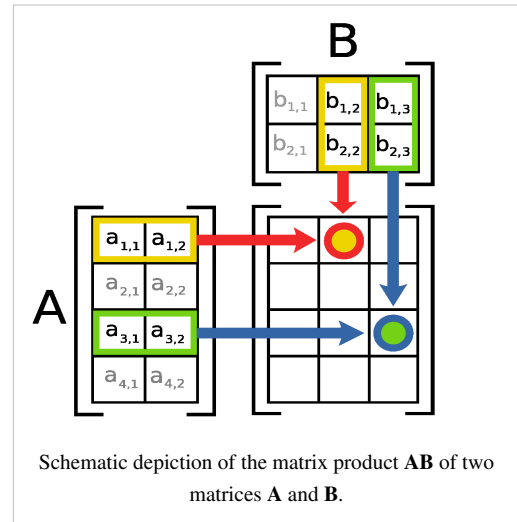 B
b1,1 b1,2 b1,3
b2,1 b2,2 b2,3
A
a1,1 a1,2
a2,1 a2,2
a3,1 a3,2
a4,1 a4,2
Schematic depiction of the matrix product AB of two
matrices A and B.